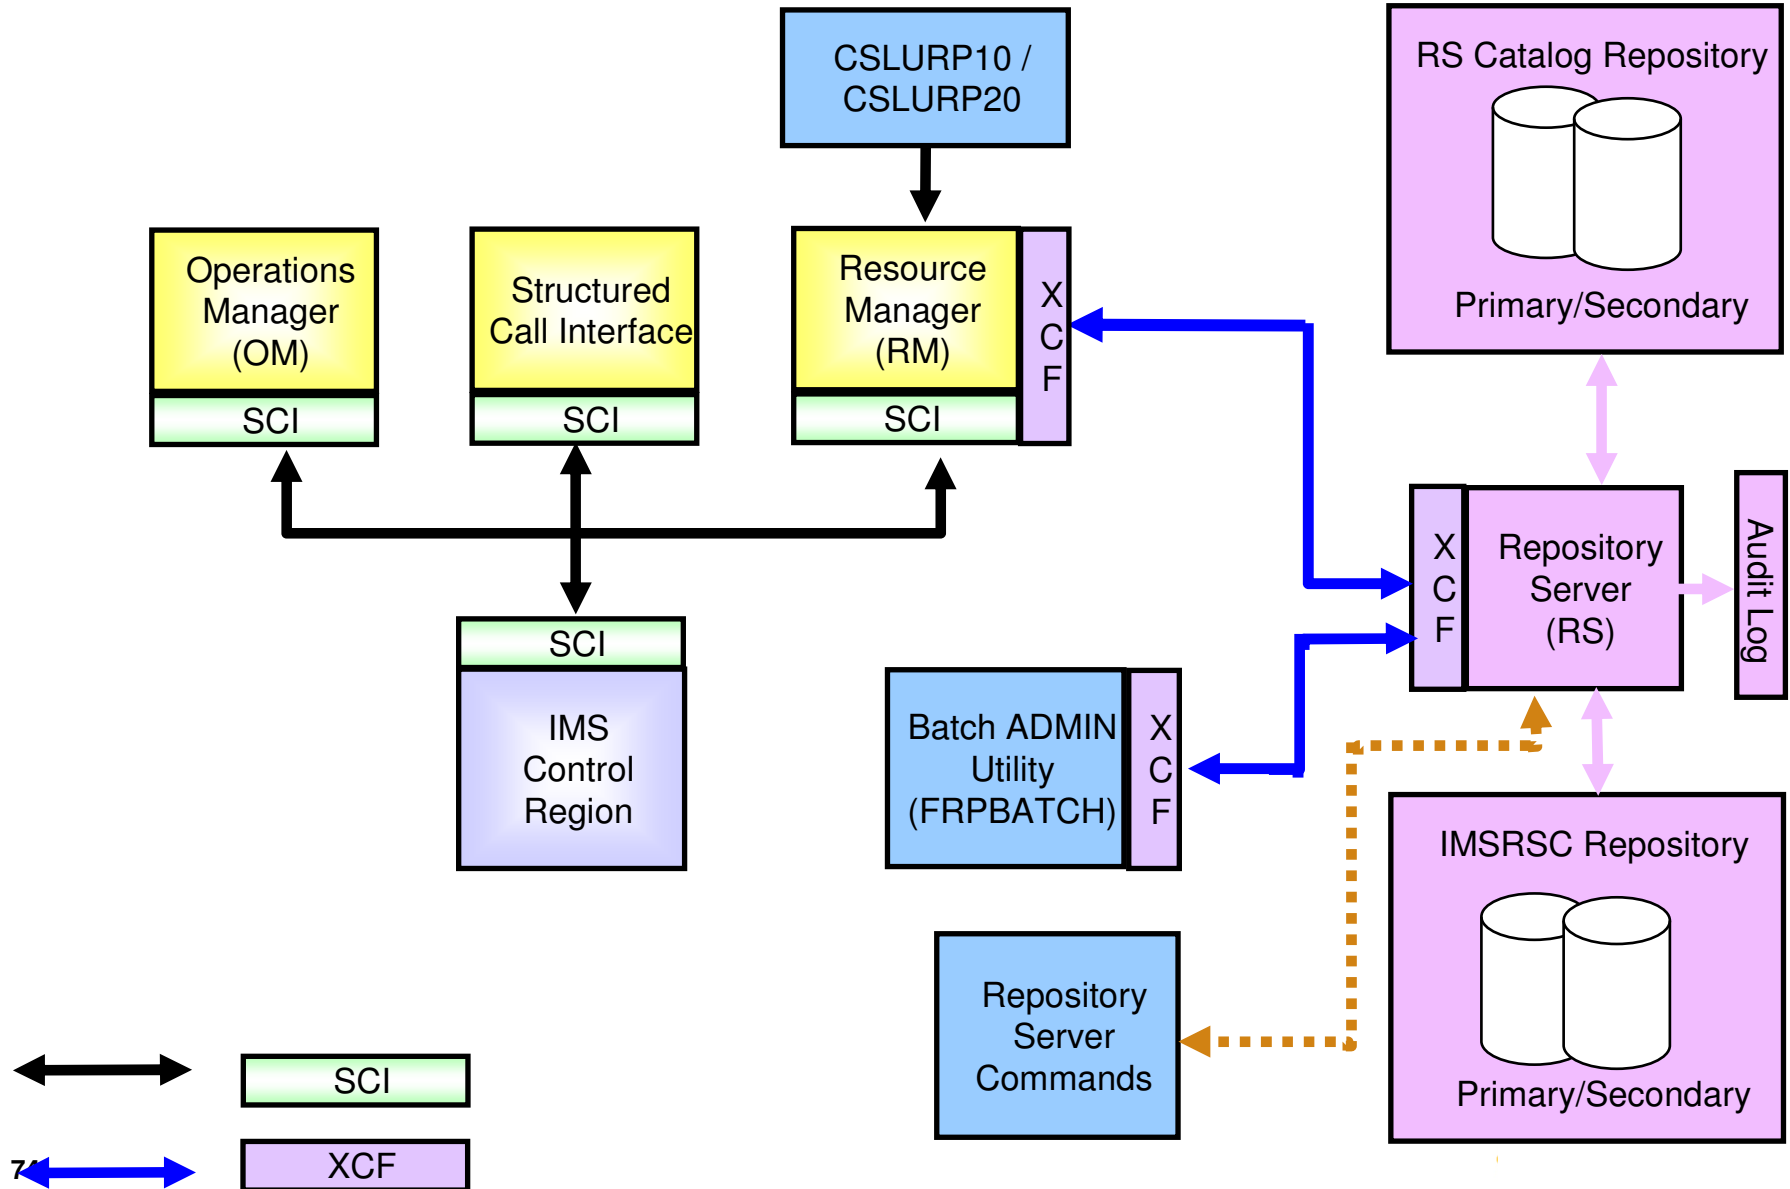 CSLURP10 /
CSLURP20
RS Catalog Repository
Primary/Secondary
Operations
Manager
(OM)
SCI
Structured
Call Interface
SCI
Resource
Manager
(RM)
SCI
X
C
F
X
C
F
Repository
Server
(RS)
Audit Log
SCI
IMS
Control
Region
Batch ADMIN
Utility
(FRPBATCH)
X
C
F
IMSRSC Repository
Primary/Secondary
Repository
Server
Commands
SCI
XCF